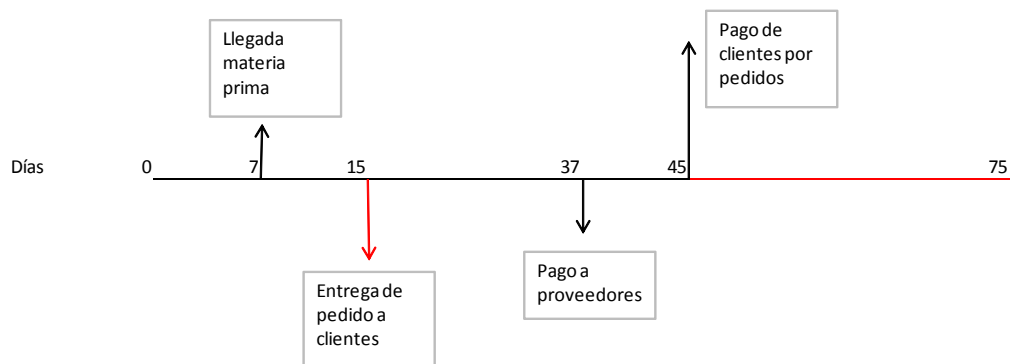 Llegada
materia
prima
Pago de
clientes por
pedidos
Días 0 7 15 37 45 75
Entrega de
pedido a
clientes
Pago a
proveedores